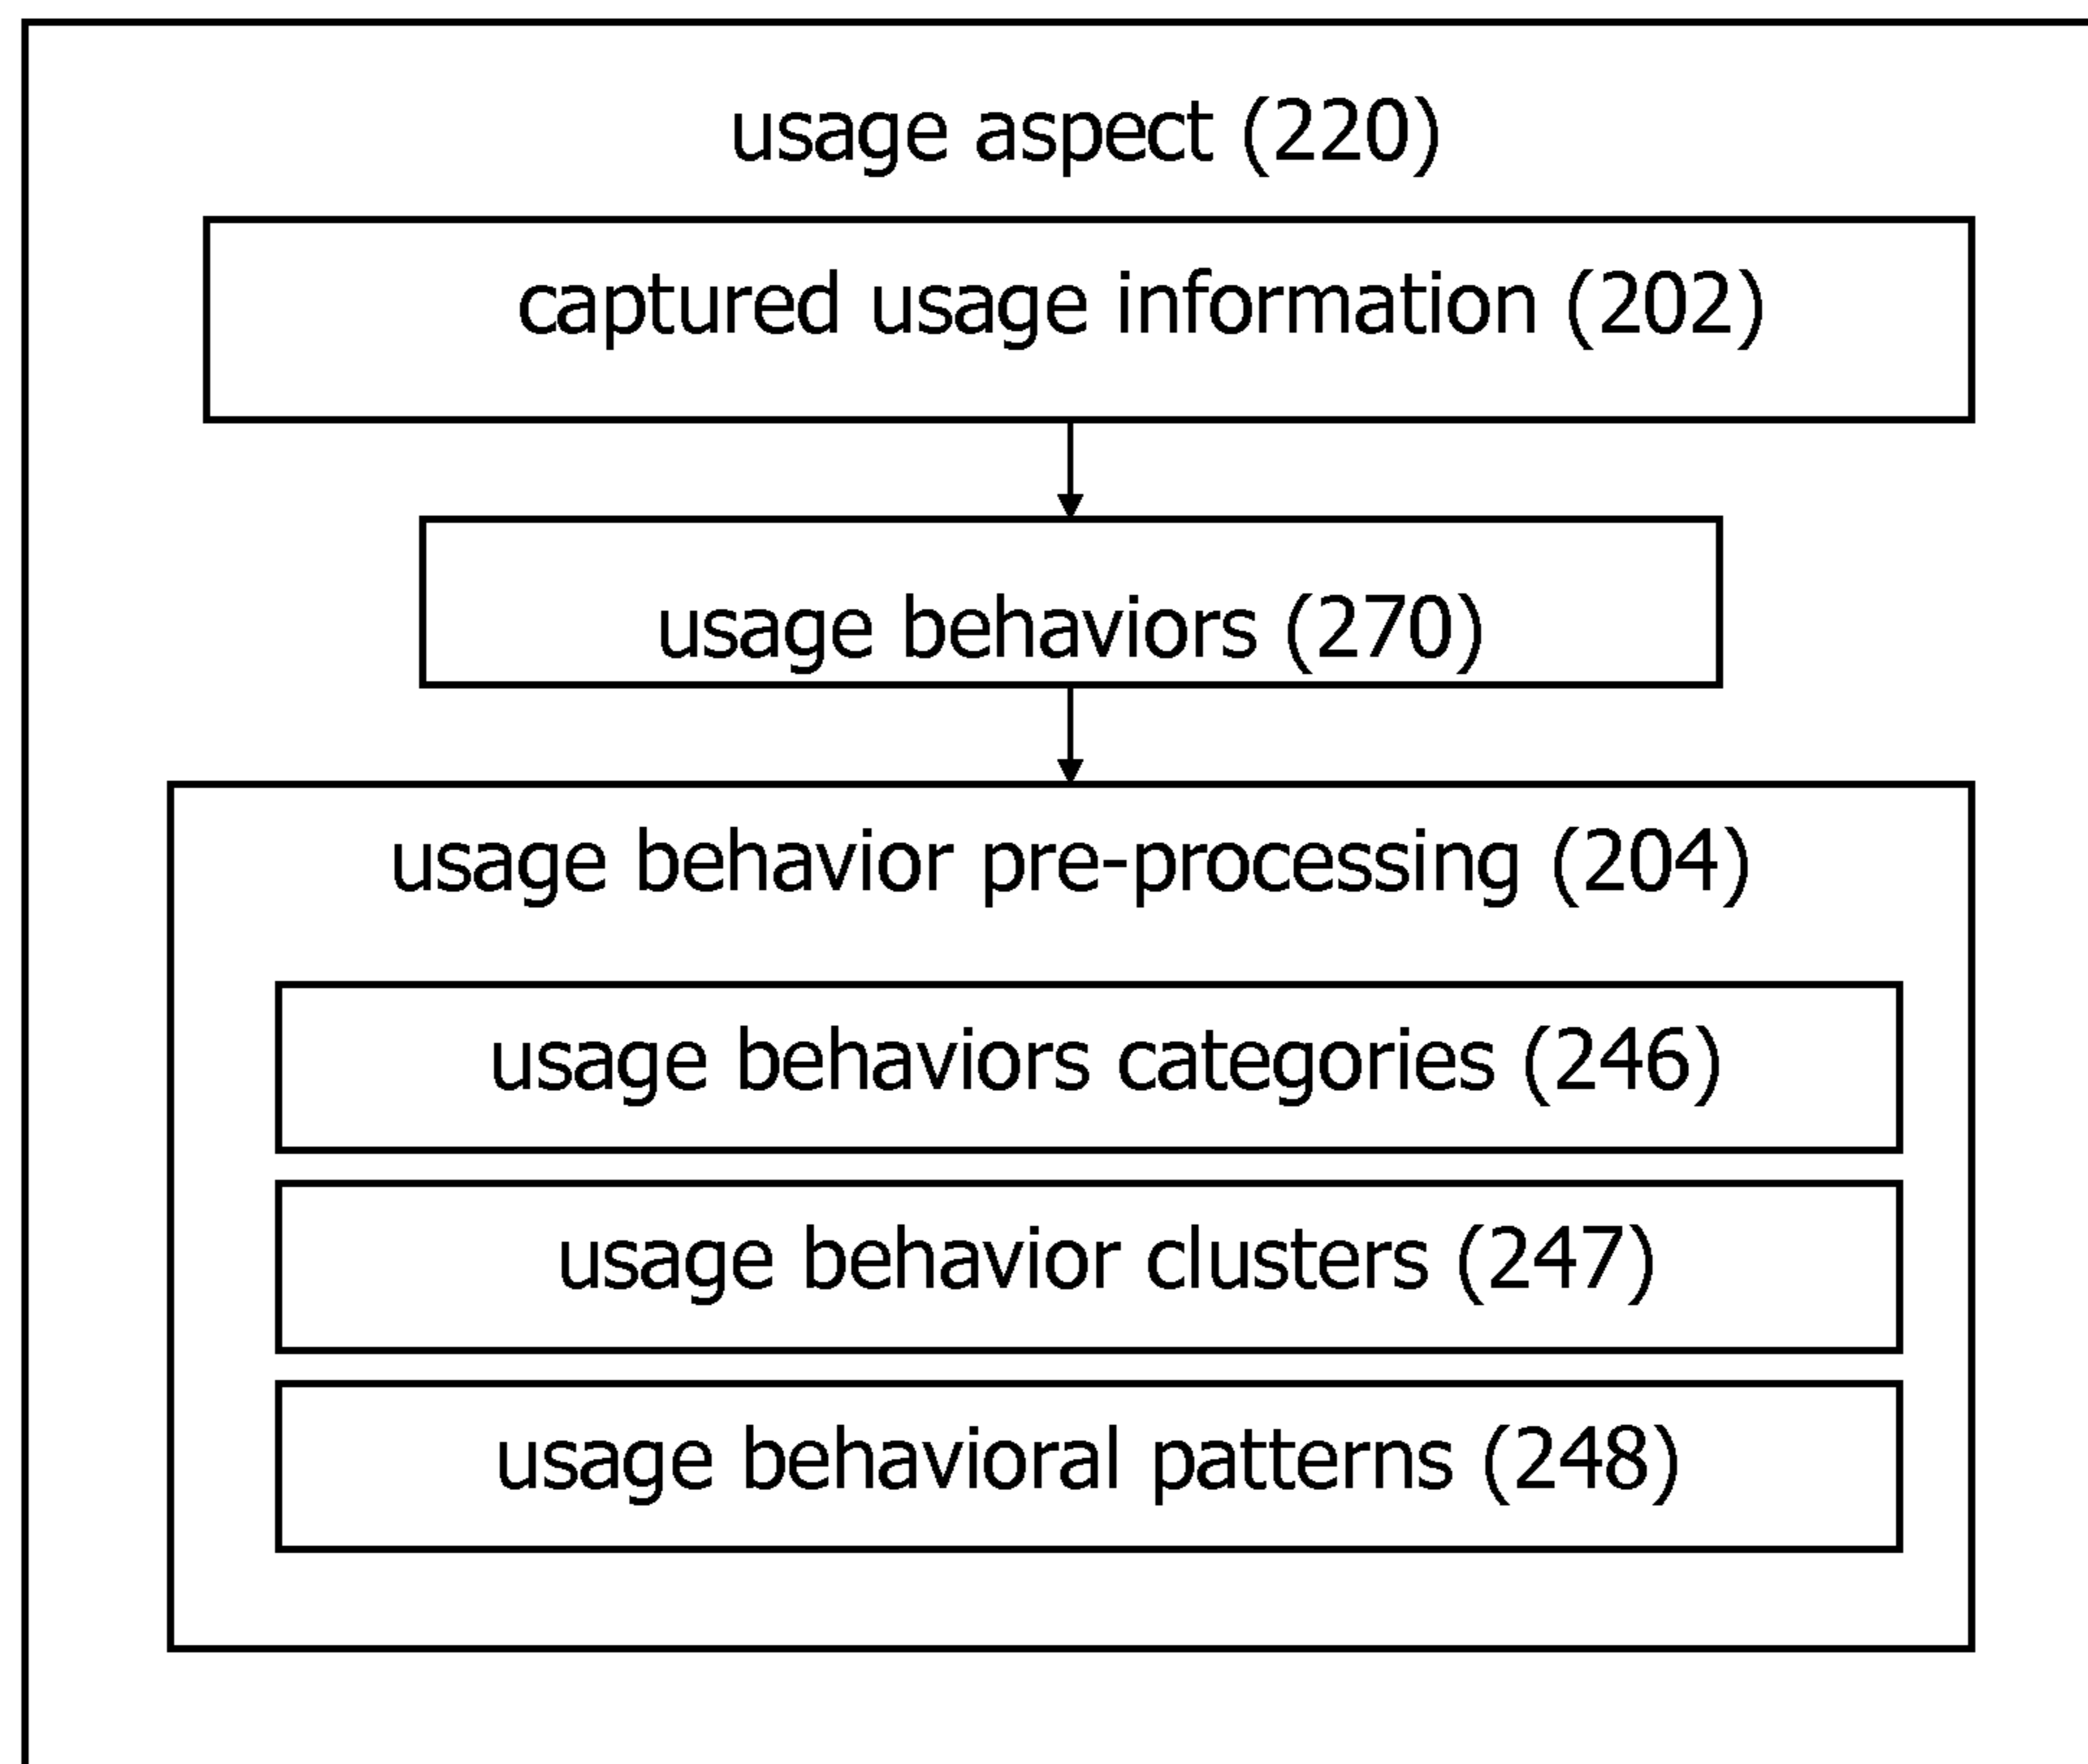 usage aspect (220)
captured usage information (202)
usage behaviors (270)
usage behavior pre-processing (204)
usage behaviors categories (246)
usage behavior clusters (247)
usage behavioral patterns (248)